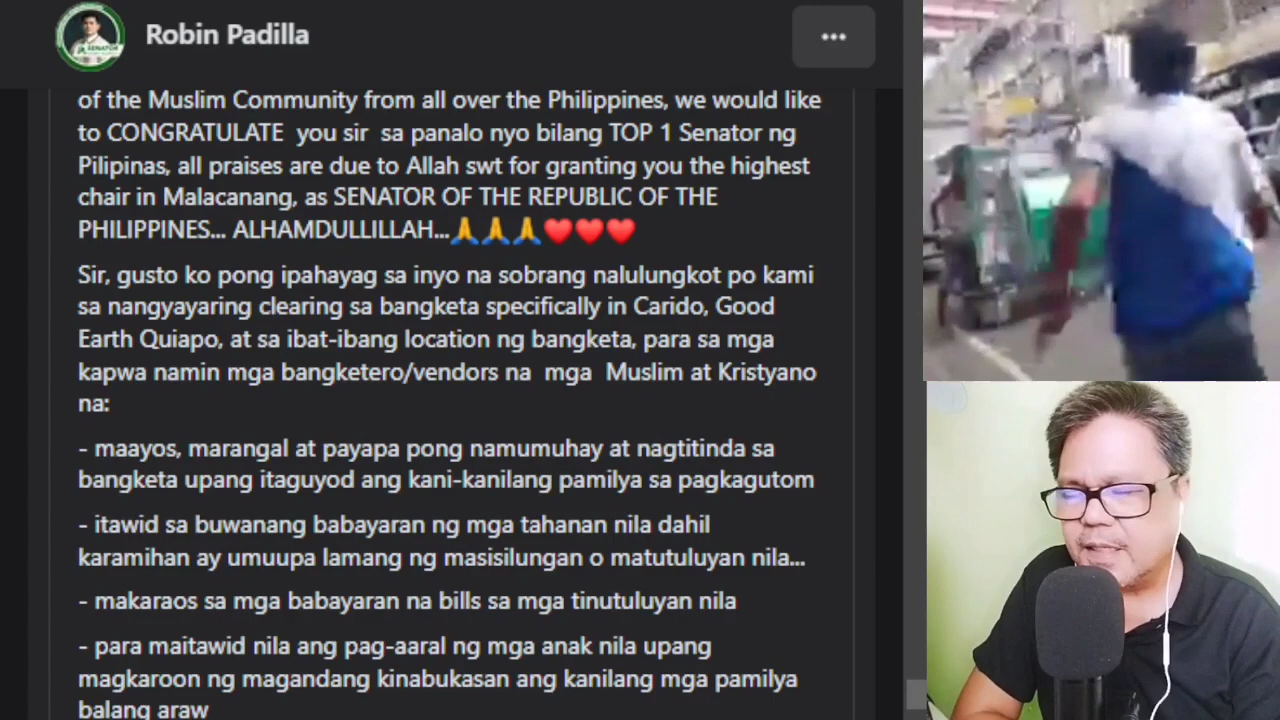 Robin Padilla
of the Muslim Community from all over the Philippines, we would like
to CONGRATULATE you sir sa panalo nyo bilang TOP 1 Senator ng
Pilipinas, all praises are due to Allah swt for granting you the highest
chair in Malacanang, as SENATOR OF THE REPUBLIC OF THE
PHILIPPINES... ALHAMDULLILLAH...🙏🙏🙏❤️❤️❤️
Sir, gusto ko pong ipahayag sa inyo na sobrang nalulungkot po kami
sa nangyayaring clearing sa bangketa specifically in Carido, Good
Earth Quiapo, at sa ibat-ibang location ng bangketa, para sa mga
kapwa namin mga bangketero/vendors na mga Muslim at Kristyano
na:
- maayos, marangal at payapa pong namumuhay at nagtitinda sa
bangketa upang itaguyod ang kani-kanilang pamilya sa pagkagutom
- itawid sa buwanang babayaran ng mga tahanan nila dahil
karamihan ay umuupa lamang ng masisilungan o matutuluyan nila...
- makaraos sa mga babayaran na bills sa mga tinutuluyan nila
- para maitawid nila ang pag-aaral ng mga anak nila upang
magkaroon ng magandang kinabukasan ang kanilang mga pamilya
balang araw